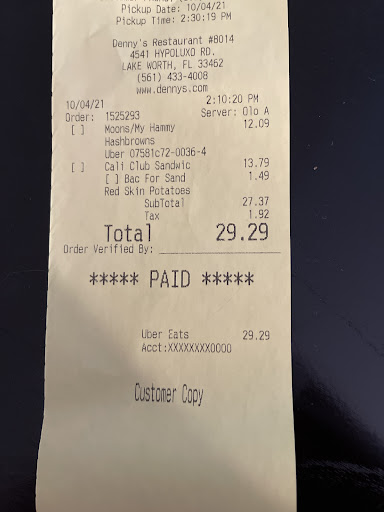 Pickup Date: 10/04/21
Pickup Time: 2:30:19 PM
Denny's Restaurant #8014
4541 HYPOLUXO RD.
LAKE WORTH, FL 33462
(561) 433-4008
www.dennys.com
10/04/21 2:10:20 PM
Order: 1525293 Server: Olo A
[ ] Moons/My Hammy 12.09
Hashbrowns
Uber 07581c72-0036-4
[ ] Cali Club Sandwic 13.79
[ ] Bac For Sand 1.49
Red Skin Potatoes
SubTotal 27.37
Tax 1.92
Total 29.29
Order Verified By:
***** PAID *****
Uber Eats 29.29
Acct:XXXXXXXX0000
Customer Copy